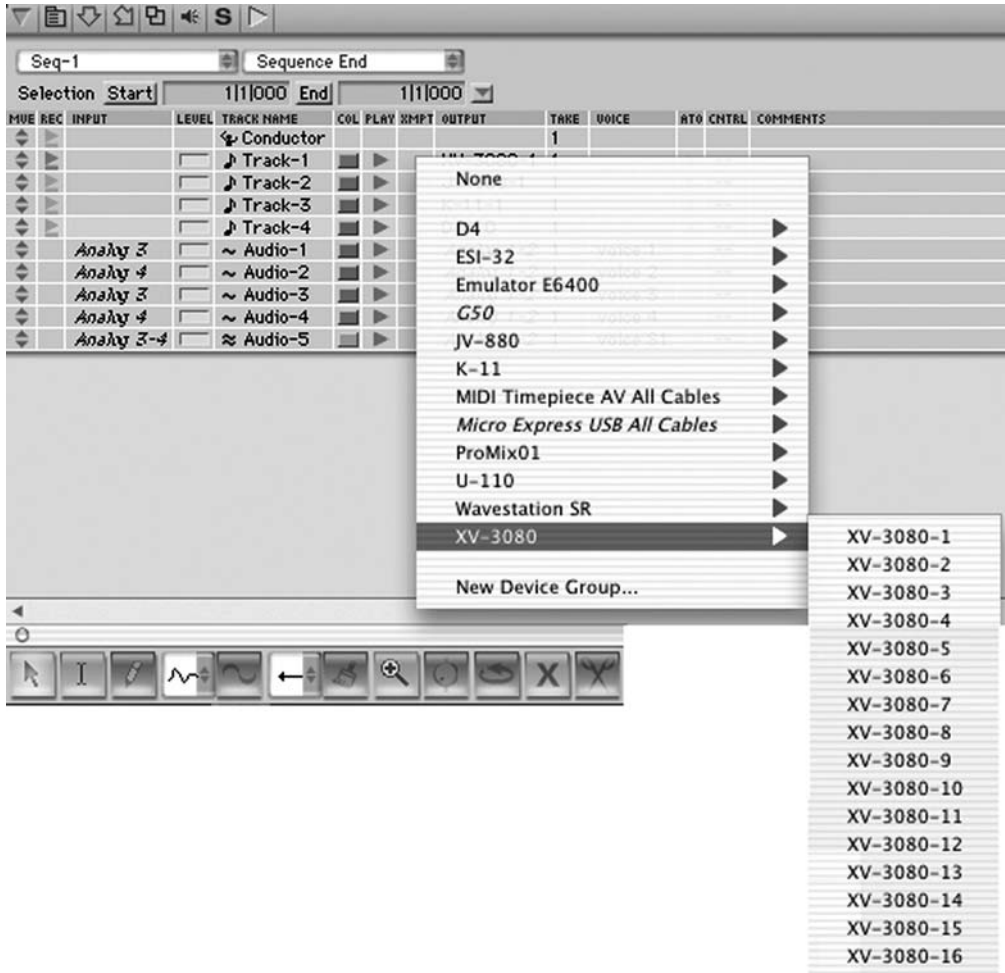 S
Seq-1 Sequence End
Selection Start 1|1|000 End 1|1|000
MVE REC INPUT LEVEL TRACK NAME COL PLAY XMPT OUTPUT TAKE VOICE ATO CNTRL COMMENTS
Conductor 1
Track-1
Track-2
Track-3
Track-4
Analog 3 Audio-1
Analog 4 Audio-2
Analog 3 Audio-3
Analog 4 Audio-4
Analog 3-4 Audio-5
None
D4
ESI-32
Emulator E6400
G50
JV-880
K-11
MIDI Timepiece AV All Cables
Micro Express USB All Cables
ProMix01
U-110
Wavestation SR
XV-3080
New Device Group...
XV-3080-1
XV-3080-2
XV-3080-3
XV-3080-4
XV-3080-5
XV-3080-6
XV-3080-7
XV-3080-8
XV-3080-9
XV-3080-10
XV-3080-11
XV-3080-12
XV-3080-13
XV-3080-14
XV-3080-15
XV-3080-16